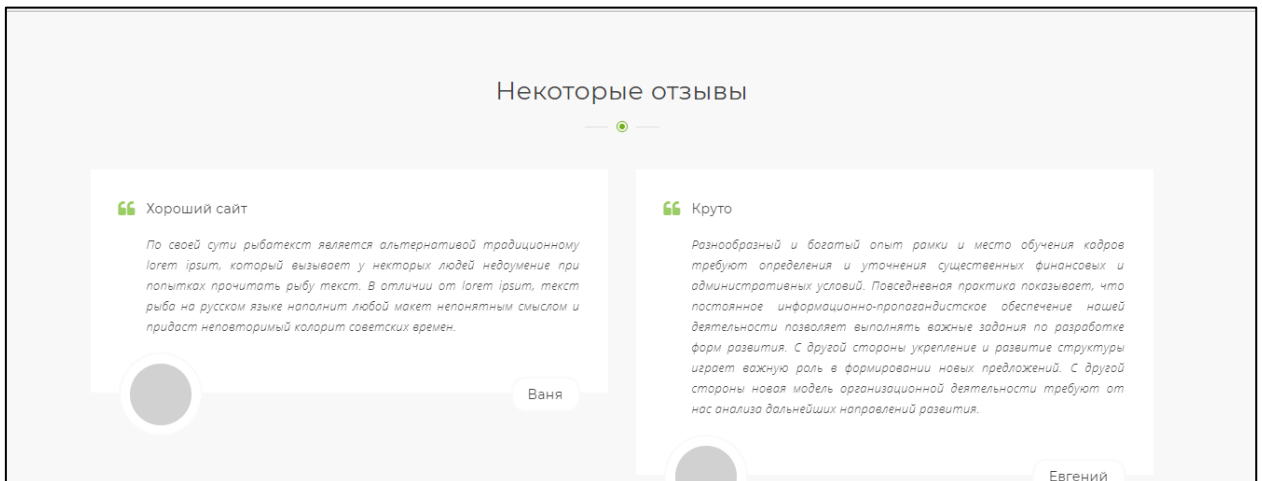 Некоторые отзывы
Хороший сайт
По своей сути рыбатекст является альтернативой традиционному
lorem ipsum, который вызывает у некторых людей недоумение при
попытках прочитать рыбу текст. В отличии от lorem ipsum, текст
рыба на русском языке наполнит любой макет непонятным смыслом и
придаст неповторимый колорит советских времен.
Ваня
Круто
Разнообразный и богатый опыт рамки и место обучения кадров
требуют определения и уточнения существенных финансовых и
административных условий. Повседневная практика показывает, что
постоянное информационно-пропагандистское обеспечение нашей
деятельности позволяет выполнять важные задания по разработке
форм развития. С другой стороны укрепление и развитие структуры
играет важную роль в формировании новых предложений. С другой
стороны новая модель организационной деятельности требуют от
нас анализа дальнейших направлений развития.
Евгений